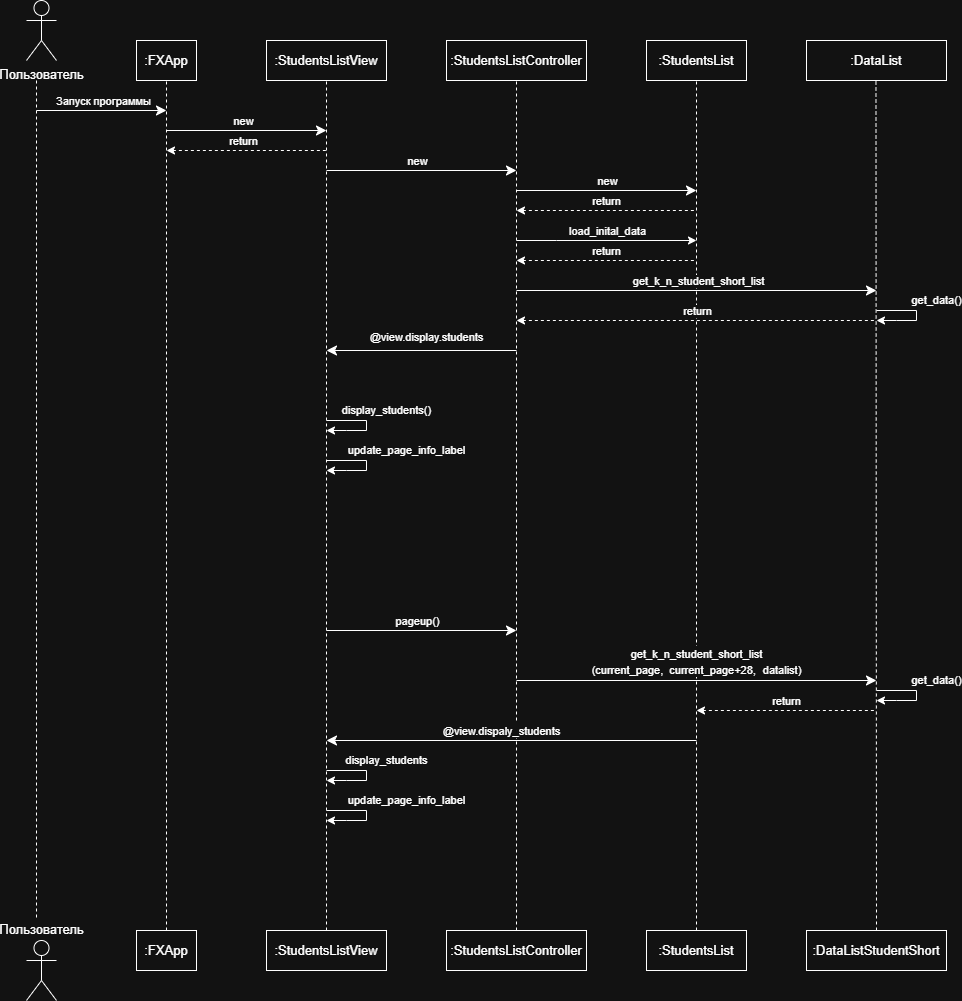 Пользователь
:FXApp
:StudentsListView
:StudentsListController
:StudentsList
:DataList
Запуск программы
new
return
new
new
return
load_inital_data
return
get_k_n_student_short_list
get_data()
return
@view.display.students
display_students()
update_page_info_label
pageup()
get_k_n_student_short_list
(current_page, current_page+28, datalist)
get_data()
return
@view.dispaly_students
display_students
update_page_info_label
Пользователь
:FXApp
:StudentsListView
:StudentsListController
:StudentsList
:DataListStudentShort